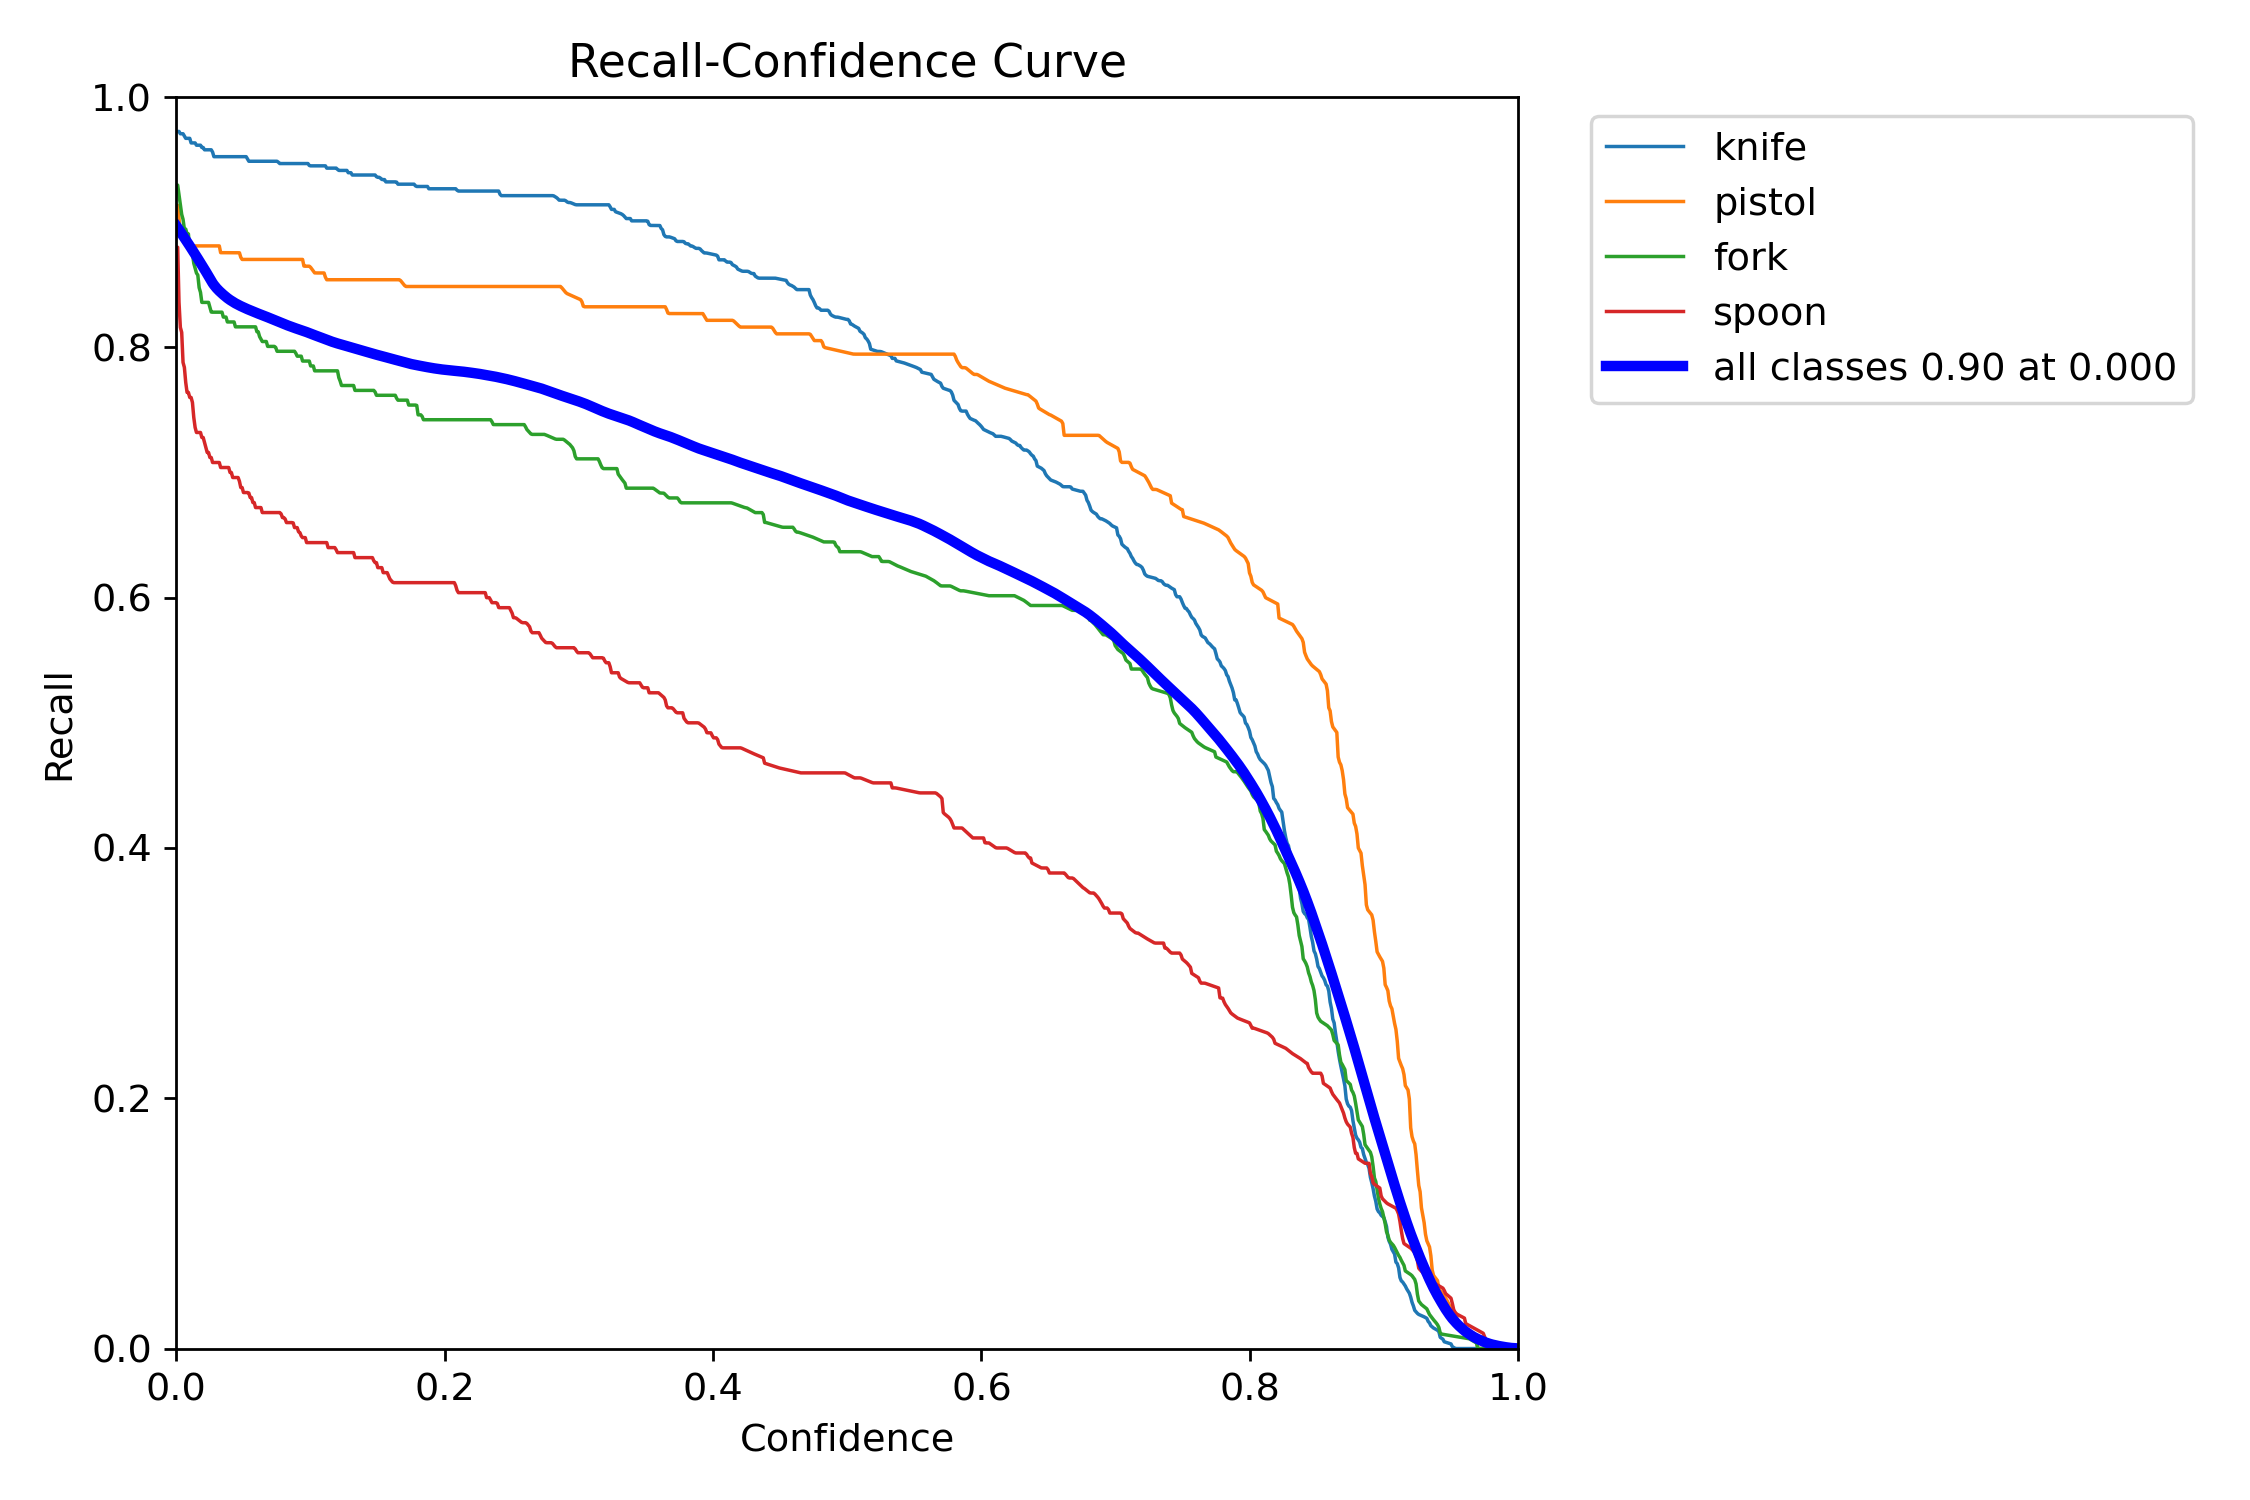 Recall-Confidence Curve
1.0
0.8
0.6
0.4
0.2
0.0
Recall
0.0 0.2 0.4 0.6 0.8 1.0
Confidence
knife
pistol
fork
spoon
all classes 0.90 at 0.000